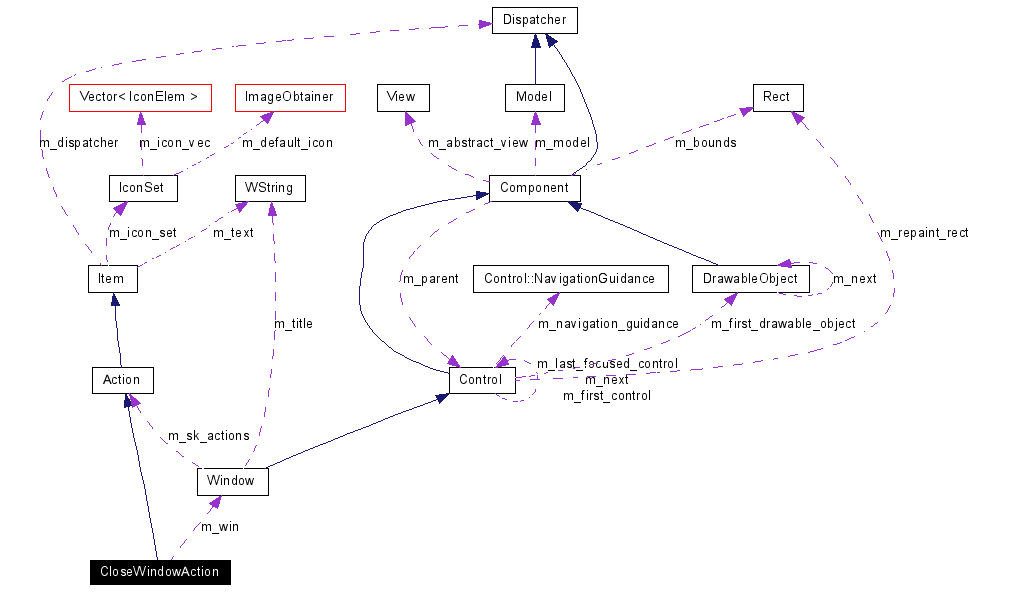 Dispatcher
Vector< IconElem >
ImageObtainer
View
Model
Rect
m_dispatcher
m_icon_vec
m_default_icon
m_abstract_view
m_model
m_bounds
IconSet
WString
Component
m_icon_set
m_text
m_repaint_rect
Item
m_parent
Control::NavigationGuidance
DrawableObject
m_next
m_title
m_navigation_guidance
m_first_drawable_object
m_last_focused_control
m_next
m_first_control
Action
Control
m_sk_actions
Window
m_win
CloseWindowAction